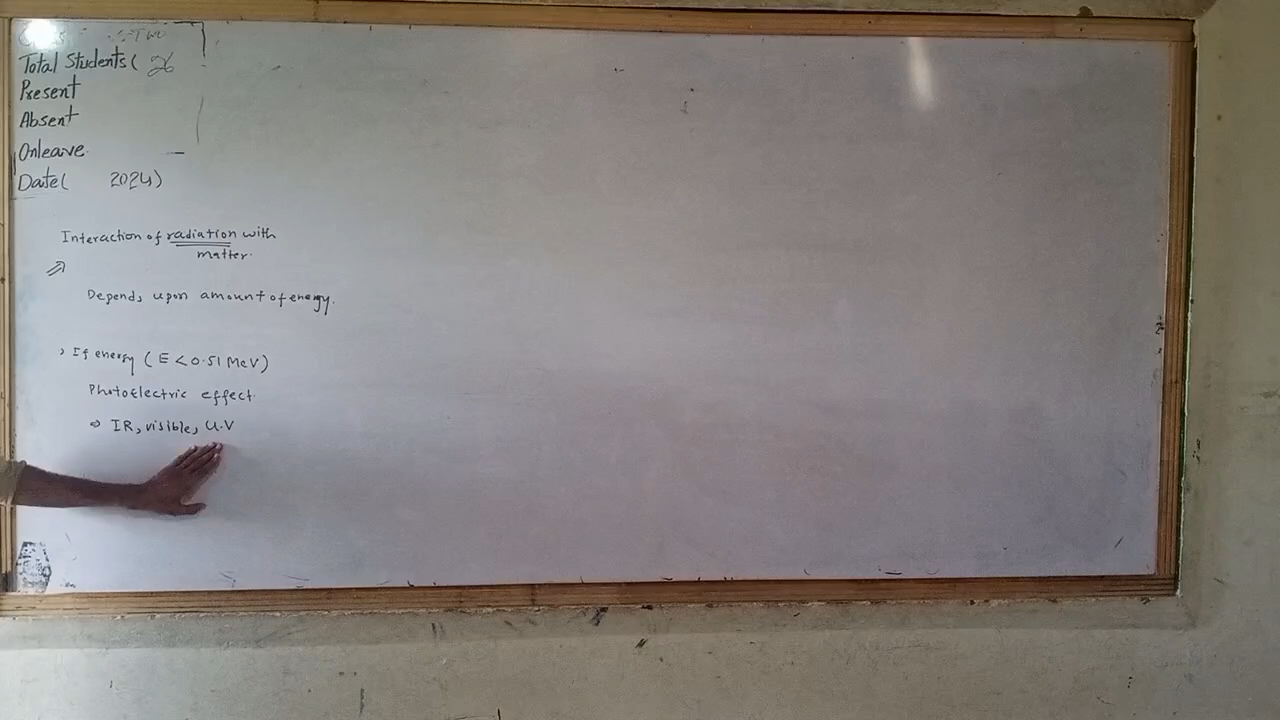 Total Students( 26
Present
Absent
Onleave
Date( 2024)
Interaction of radiation with
matter.
⇒
Depends upon amount of energy.
, If energy (E < 0.51 MeV)
Photoelectric effect.
⇒ IR, visible, U.V